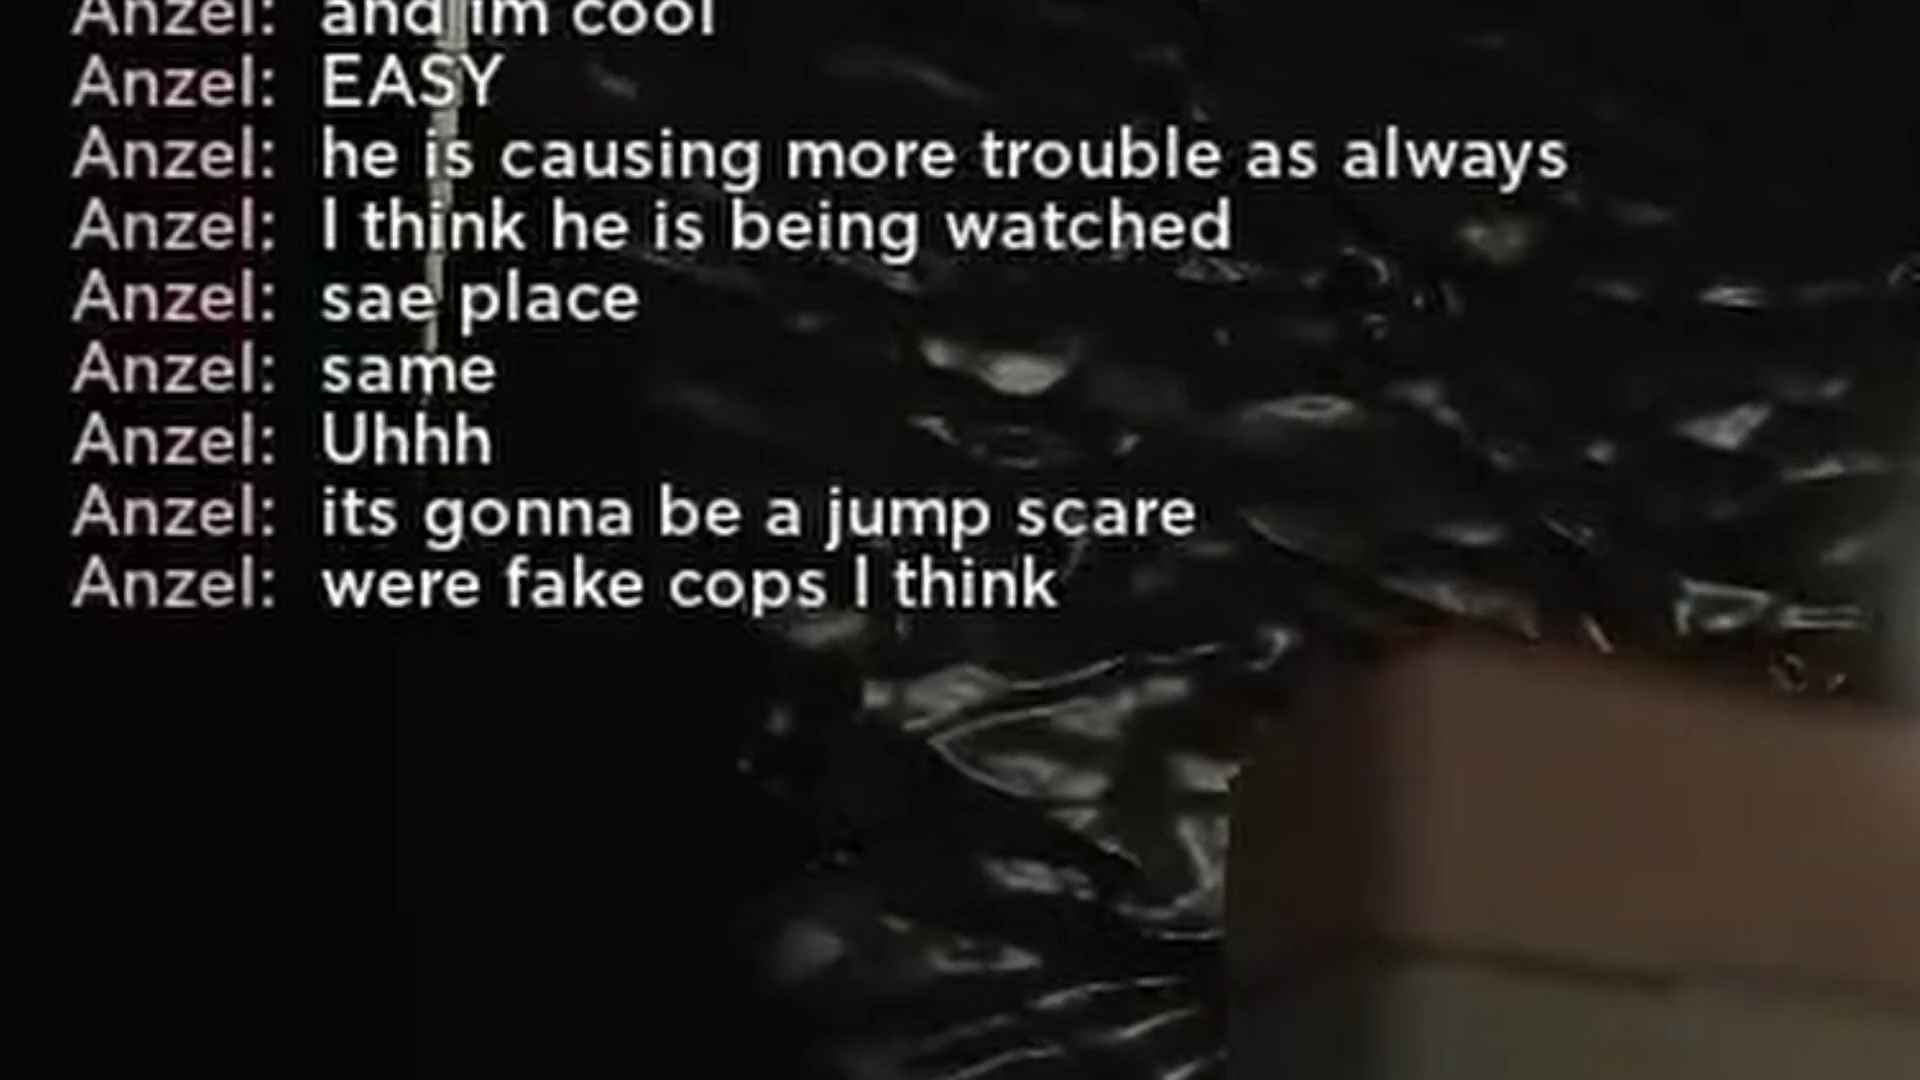 Anzel: and im cool
Anzel: EASY
Anzel: he is causing more trouble as always
Anzel: I think he is being watched
Anzel: sae place
Anzel: same
Anzel: Uhhh
Anzel: its gonna be a jump scare
Anzel: were fake cops I think